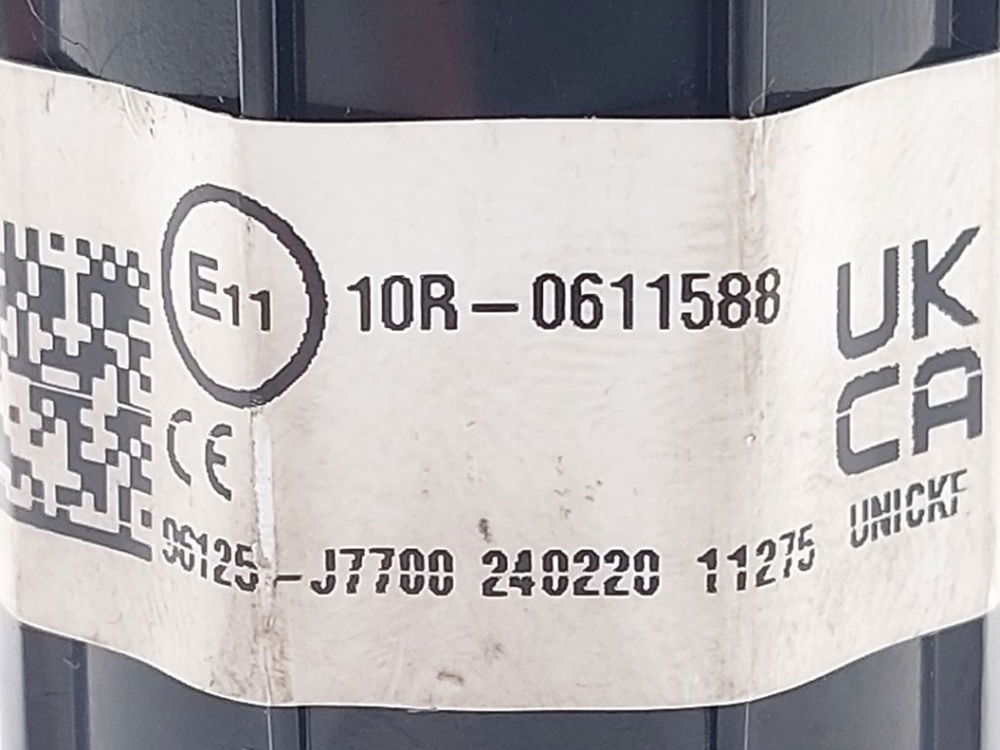 E11 10R-0611588
UK
CA
CE
UNICKF
96125-J7700 240220 11275